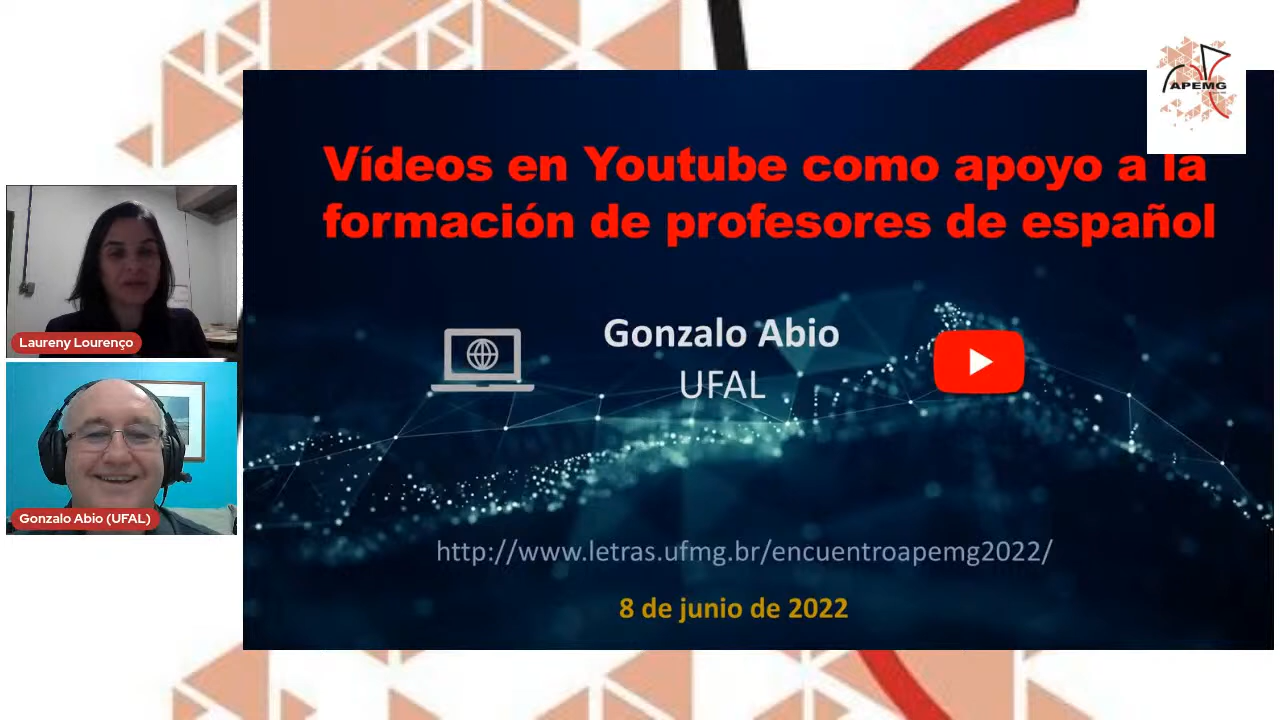 APEMG
Vídeos en Youtube como apoyo a la
formación de profesores de español
Gonzalo Abio
UFAL
Laureny Lourenço
Gonzalo Abio (UFAL)
http://www.letras.ufmg.br/encuentroapemg2022/
8 de junio de 2022